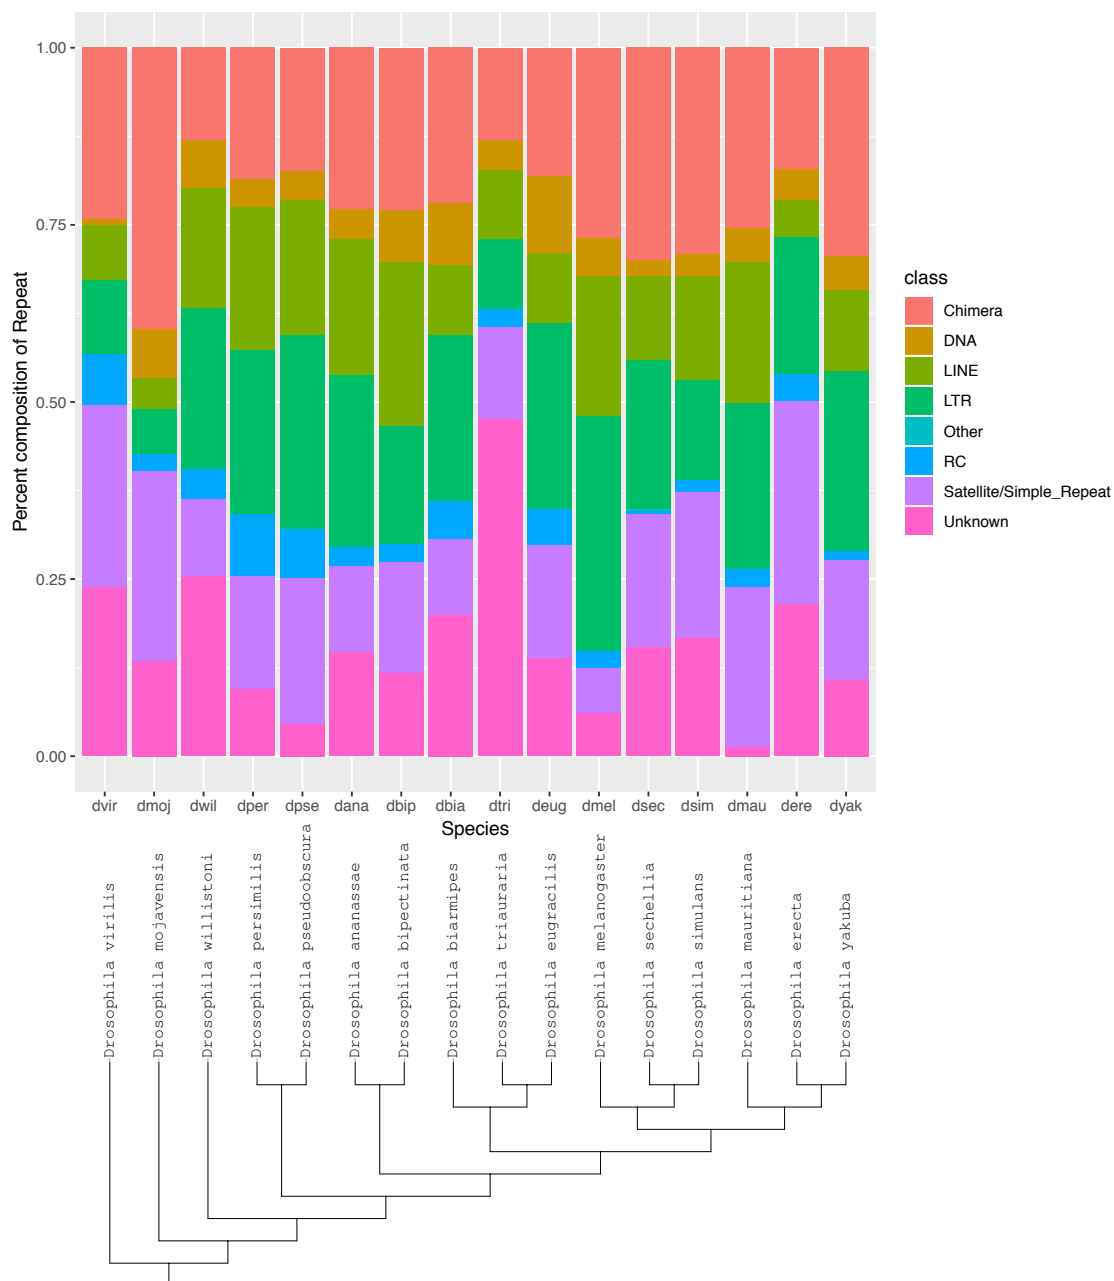 1.00
0.75
0.50
0.25
0.00
Percent composition of Repeat
dvir dmoj dwil dper dpse dana dbip dbia dtri deug dmel dsec dsim dmau dere dyak
Species
class
Chimera
DNA
LINE
LTR
Other
RC
Satellite/Simple_Repeat
Unknown
Drosophila virilis
Drosophila mojavensis
Drosophila willistoni
Drosophila persimilis
Drosophila pseudoobscura
Drosophila ananassae
Drosophila bipectinata
Drosophila biarmipes
Drosophila triauraria
Drosophila eugracilis
Drosophila melanogaster
Drosophila sechellia
Drosophila simulans
Drosophila mauritiana
Drosophila erecta
Drosophila yakuba